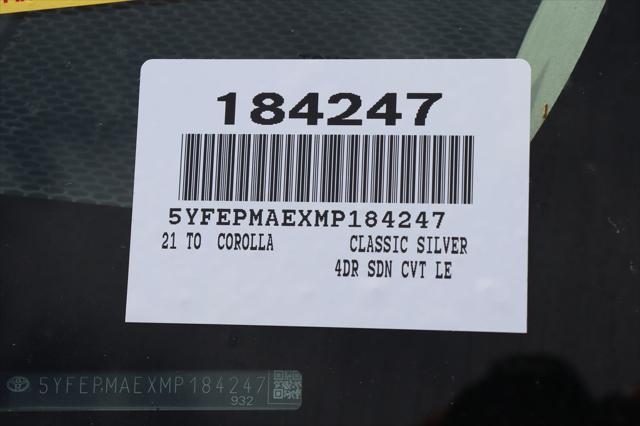 184247
5YFEPMAEXMP184247
21 TO COROLLA CLASSIC SILVER
4DR SDN CVT LE
5YFEPMAEXMP184247
932